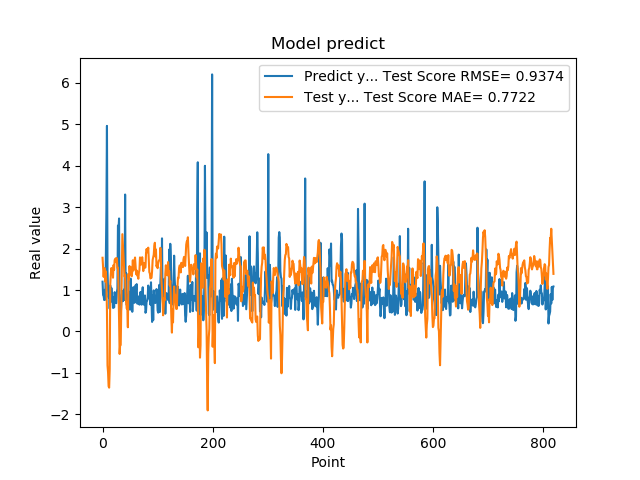 Model predict
Predict y... Test Score RMSE= 0.9374
Test y... Test Score MAE= 0.7722
Real value
6
5
4
3
2
1
0
−1
−2
0 200 400 600 800
Point